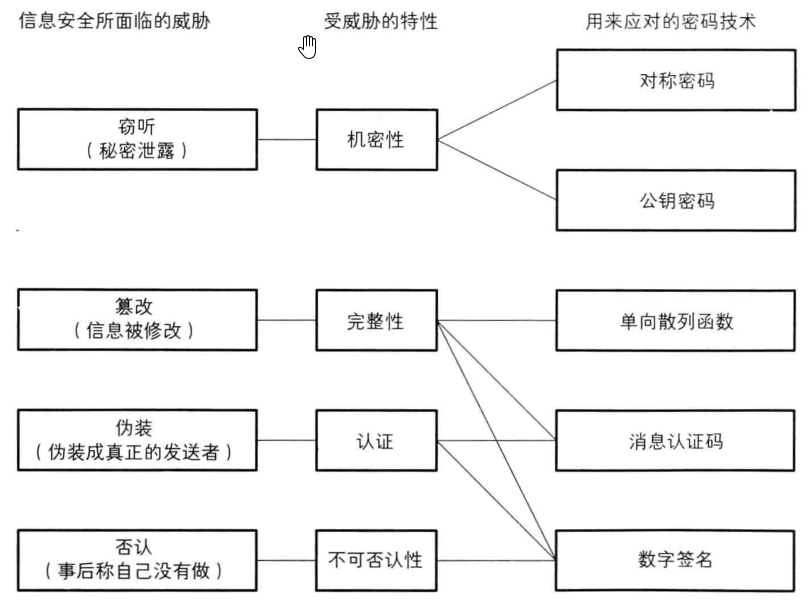 信息安全所面临的威胁
受威胁的特性
用来应对的密码技术
窃听
（秘密泄露）
机密性
对称密码
公钥密码
篡改
（信息被修改）
完整性
单向散列函数
伪装
（伪装成真正的发送者）
认证
消息认证码
否认
（事后称自己没有做）
不可否认性
数字签名